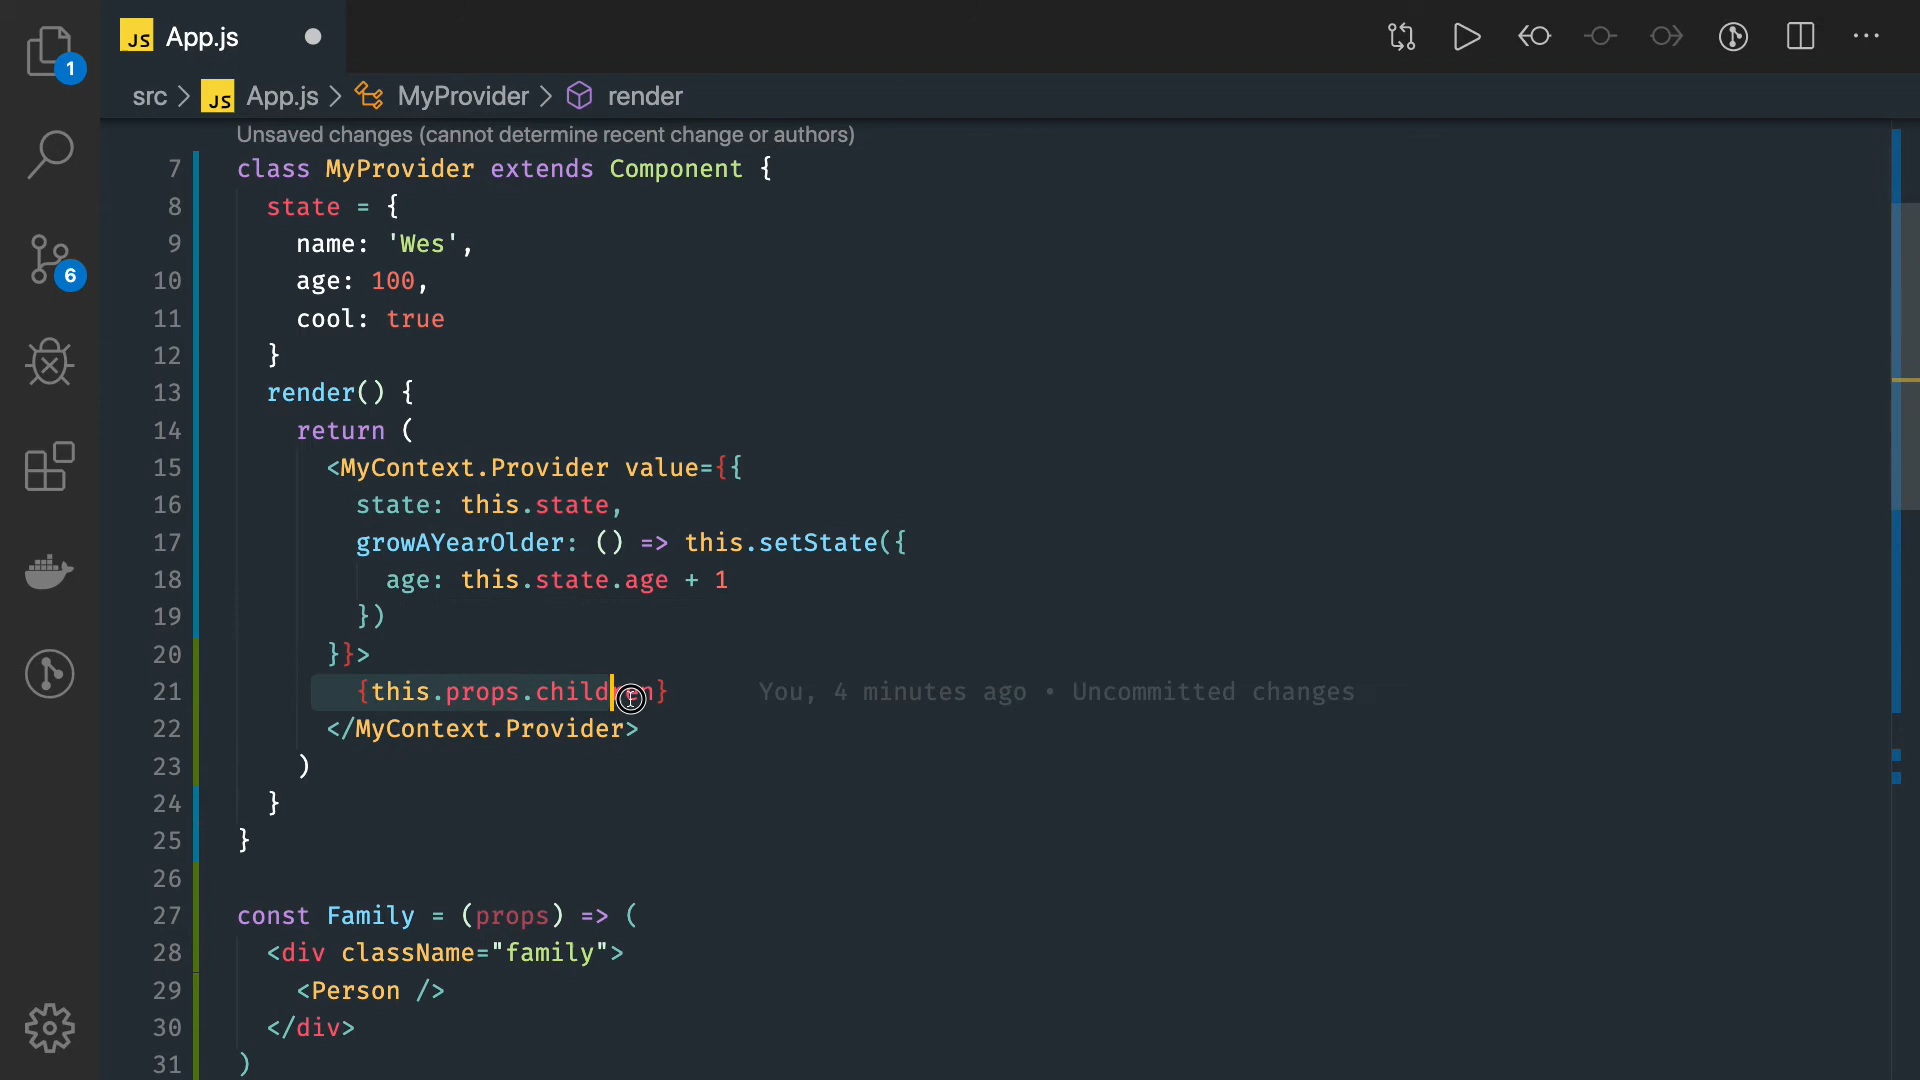 JS App.js
1
src > JS App.js > MyProvider > render
Unsaved changes (cannot determine recent change or authors)
7 class MyProvider extends Component {
8 state = {
9 name: 'Wes',
10 age: 100,
11 cool: true
12 }
13 render() {
14 return (
15 <MyContext.Provider value={{
16 state: this.state,
17 growAYearOlder: () => this.setState({
18 age: this.state.age + 1
19 })
20 }}>
21 {this.props.children} You, 4 minutes ago • Uncommitted changes
22 </MyContext.Provider>
23 )
24 }
25 }
26
27 const Family = (props) => (
28 <div className="family">
29 <Person />
30 </div>
31 )
6